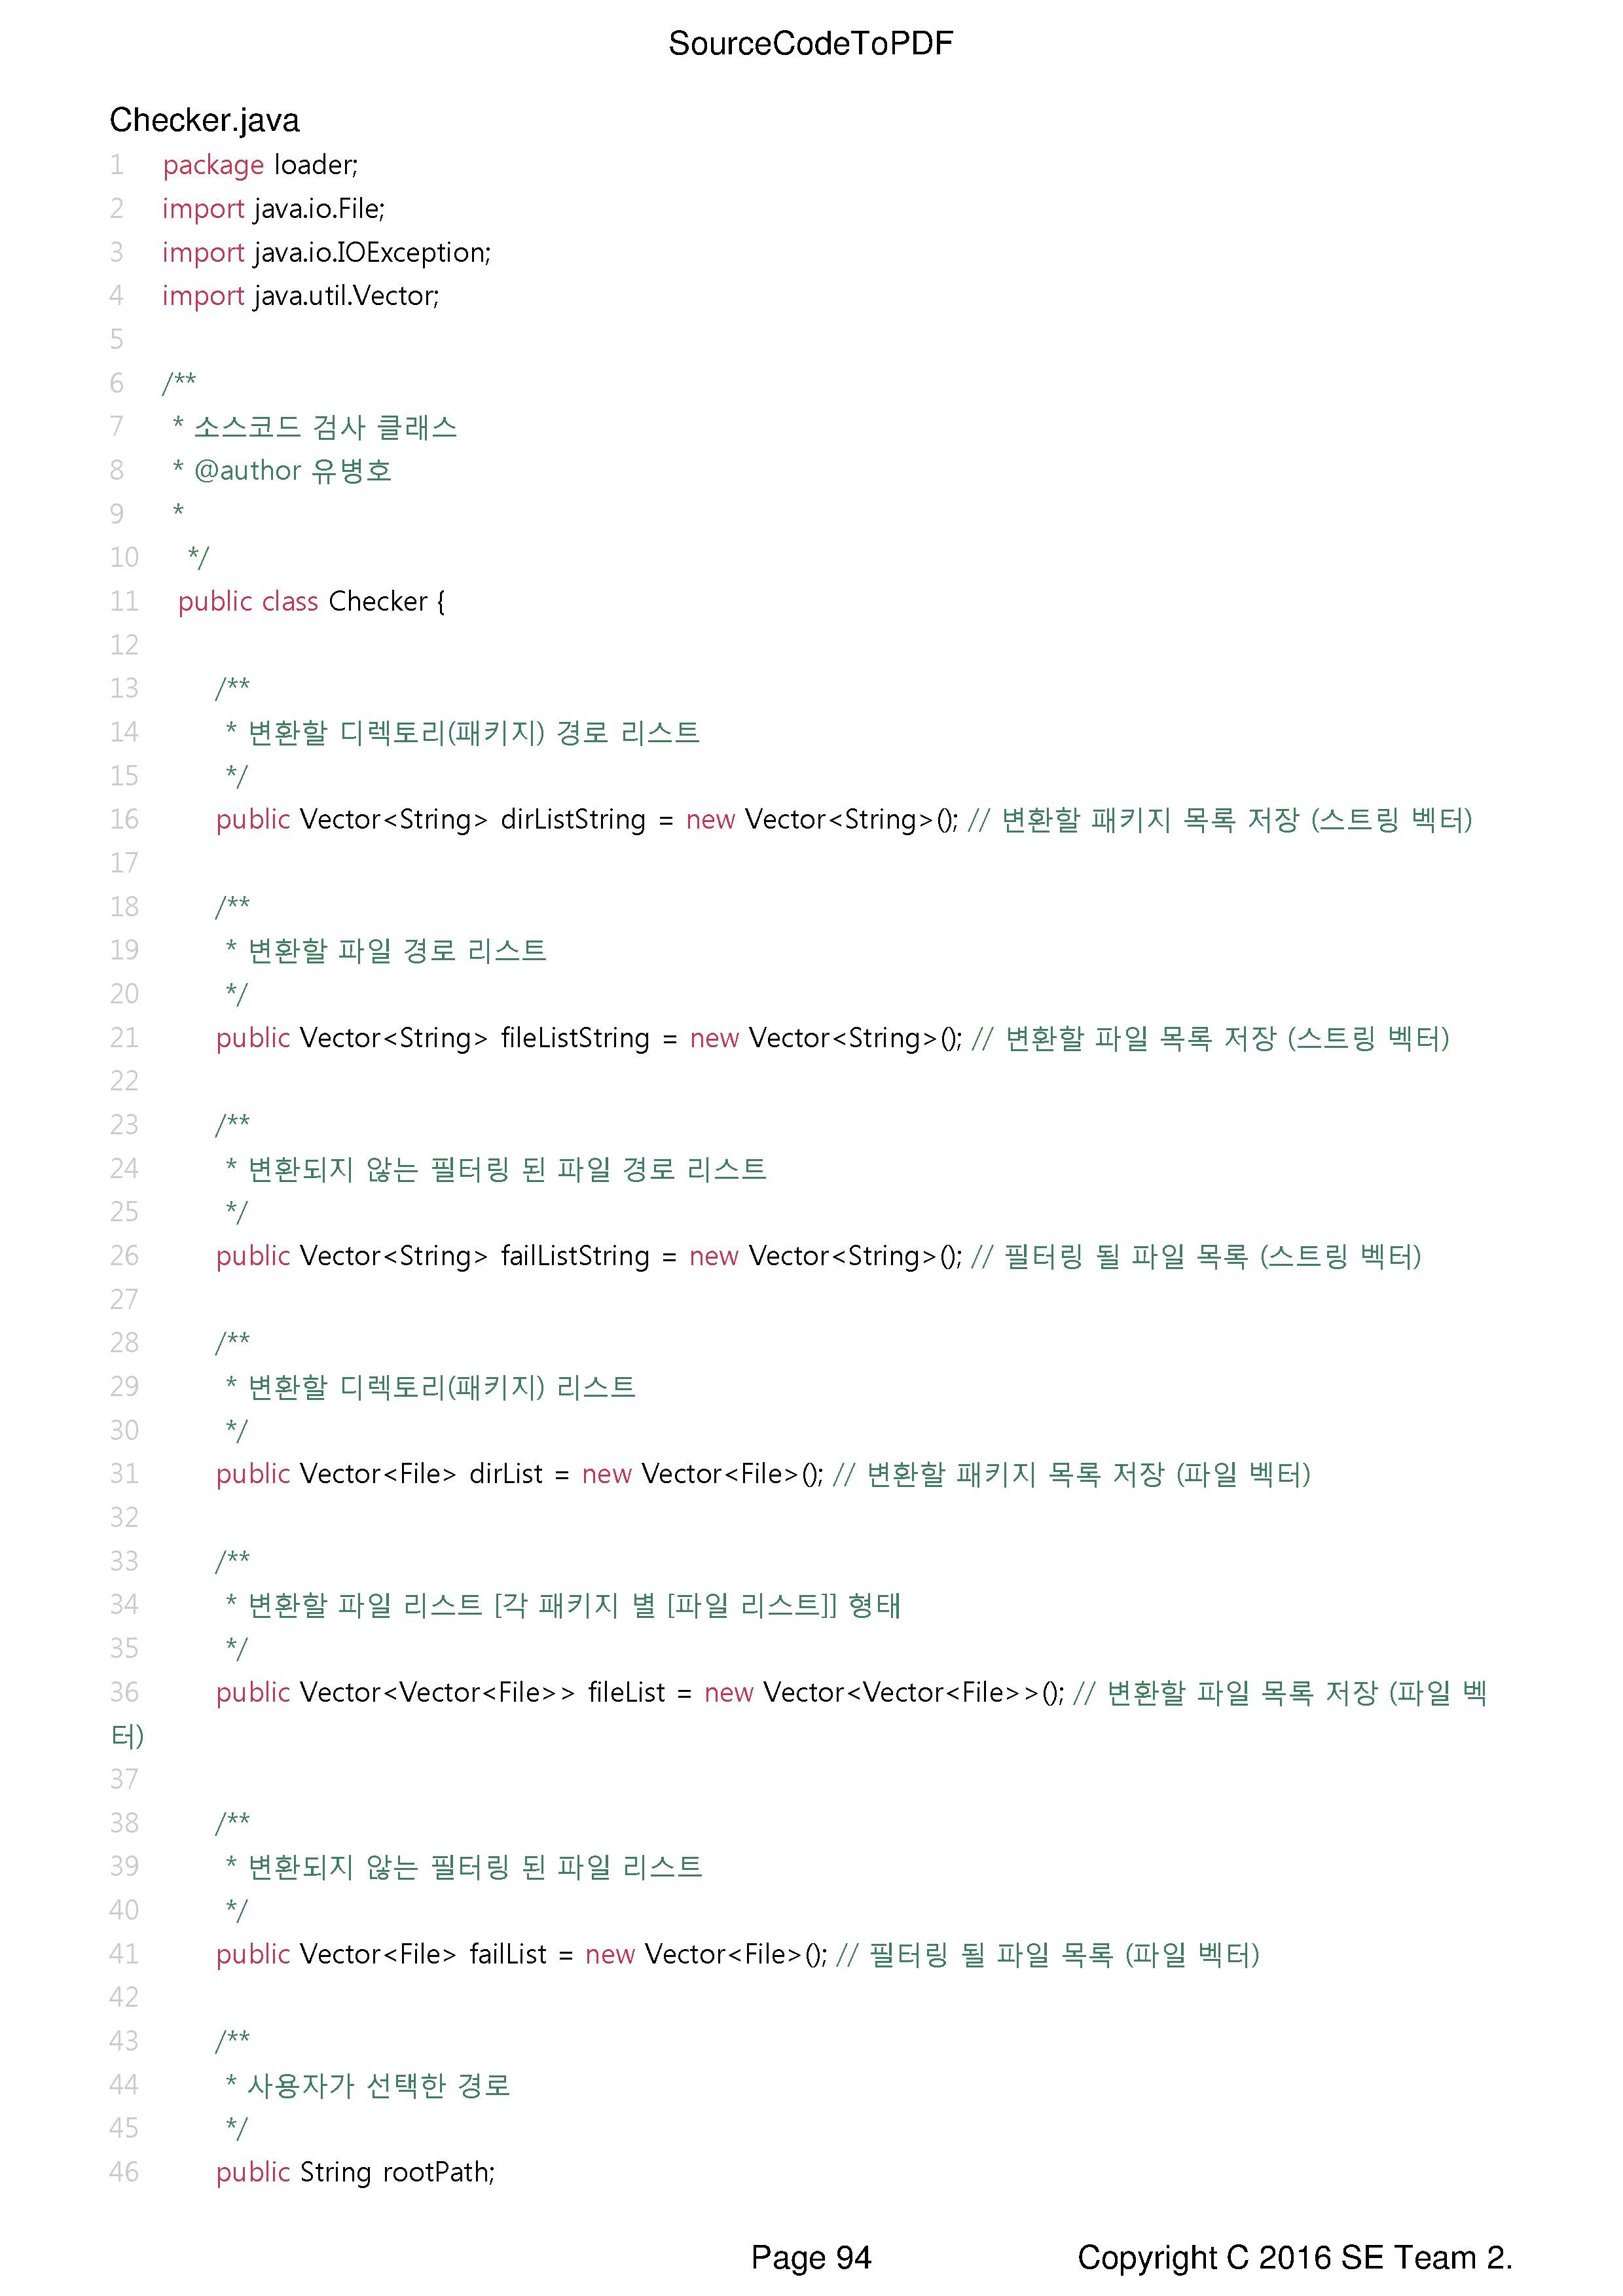 SourceCodeToPDF
Checker.java
1 package loader;
2 import java.io.File;
3 import java.io.IOException;
4 import java.util.Vector;
5
6 /**
7 * 소스코드 검사 클래스
8 * @author 유병호
9 *
10 */
11 public class Checker {
12
13 /**
14 * 변환할 디렉토리(패키지) 경로 리스트
15 */
16 public Vector<String> dirListString = new Vector<String>(); // 변환할 패키지 목록 저장 (스트링 벡터)
17
18 /**
19 * 변환할 파일 경로 리스트
20 */
21 public Vector<String> fileListString = new Vector<String>(); // 변환할 파일 목록 저장 (스트링 벡터)
22
23 /**
24 * 변환되지 않는 필터링 된 파일 경로 리스트
25 */
26 public Vector<String> failListString = new Vector<String>(); // 필터링 될 파일 목록 (스트링 벡터)
27
28 /**
29 * 변환할 디렉토리(패키지) 리스트
30 */
31 public Vector<File> dirList = new Vector<File>(); // 변환할 패키지 목록 저장 (파일 벡터)
32
33 /**
34 * 변환할 파일 리스트 [각 패키지 별 [파일 리스트]] 형태
35 */
36 public Vector<Vector<File>> fileList = new Vector<Vector<File>>(); // 변환할 파일 목록 저장 (파일 벡
터)
37
38 /**
39 * 변환되지 않는 필터링 된 파일 리스트
40 */
41 public Vector<File> failList = new Vector<File>(); // 필터링 될 파일 목록 (파일 벡터)
42
43 /**
44 * 사용자가 선택한 경로
45 */
46 public String rootPath;
Page 94 Copyright C 2016 SE Team 2.